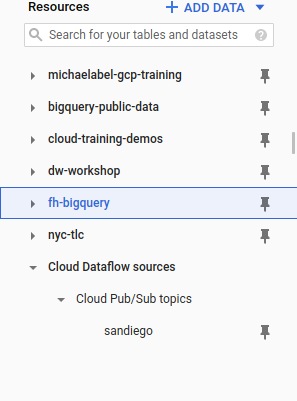 Resources
+ ADD DATA
Search for your tables and datasets ?
michaelabel-gcp-training
bigquery-public-data
cloud-training-demos
dw-workshop
fh-bigquery
nyc-tlc
Cloud Dataflow sources
Cloud Pub/Sub topics
sandiego